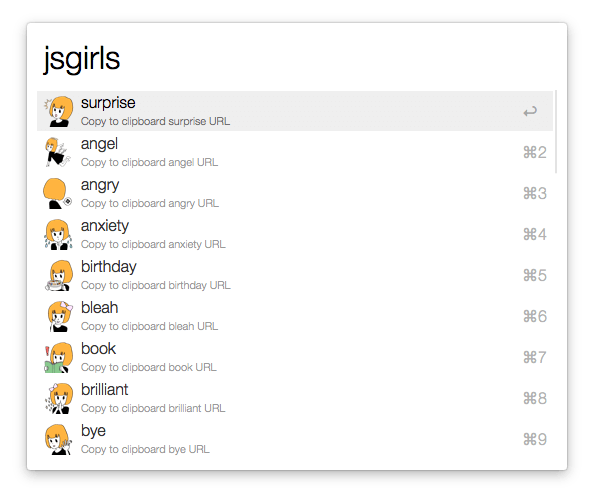 jsgirls
surprise
Copy to clipboard surprise URL
↩
angel
Copy to clipboard angel URL
⌘2
angry
Copy to clipboard angry URL
⌘3
anxiety
Copy to clipboard anxiety URL
⌘4
birthday
Copy to clipboard birthday URL
⌘5
bleah
Copy to clipboard bleah URL
⌘6
book
Copy to clipboard book URL
⌘7
brilliant
Copy to clipboard brilliant URL
⌘8
bye
Copy to clipboard bye URL
⌘9